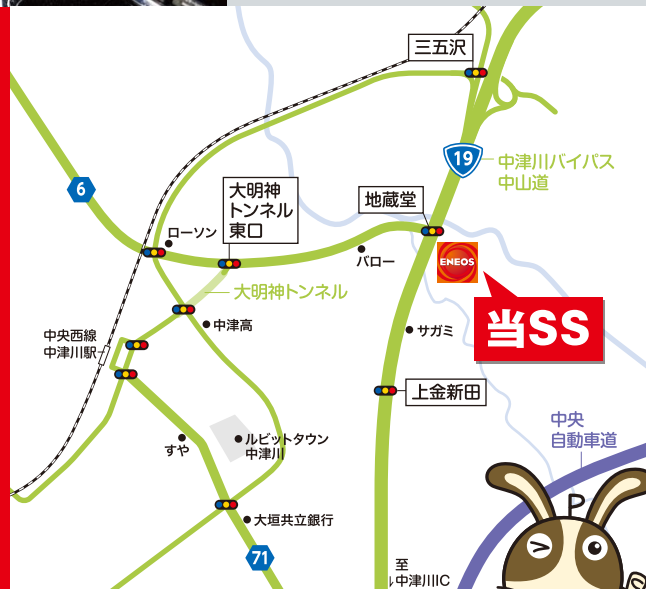 三五沢
19
中津川バイパス
中山道
6
大明神
トンネル
東口
地蔵堂
ローソン
バロー
ENEOS
大明神トンネル
当SS
中津高
サガミ
中央西線
中津川駅
上金新田
中央
自動車道
すや
ルビットタウン
中津川
P
大垣共立銀行
71
至
中津川IC